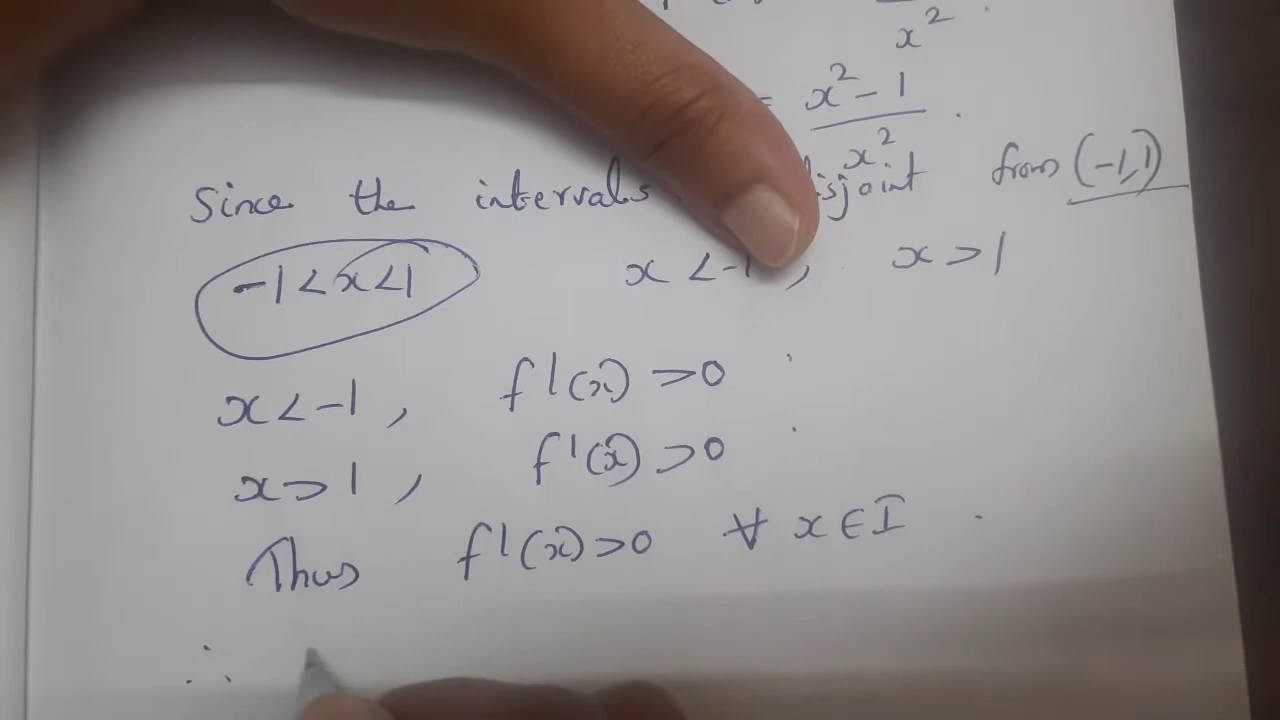 x²
= x² - 1
x² .
Since the intervals disjoint from (-1,1)
-1<x<1 x <-1 , x >1
x<-1 , f'(x) >0
x>1 , f'(x) >0
Thus f'(x)>0 ∀ x∈I .
∴